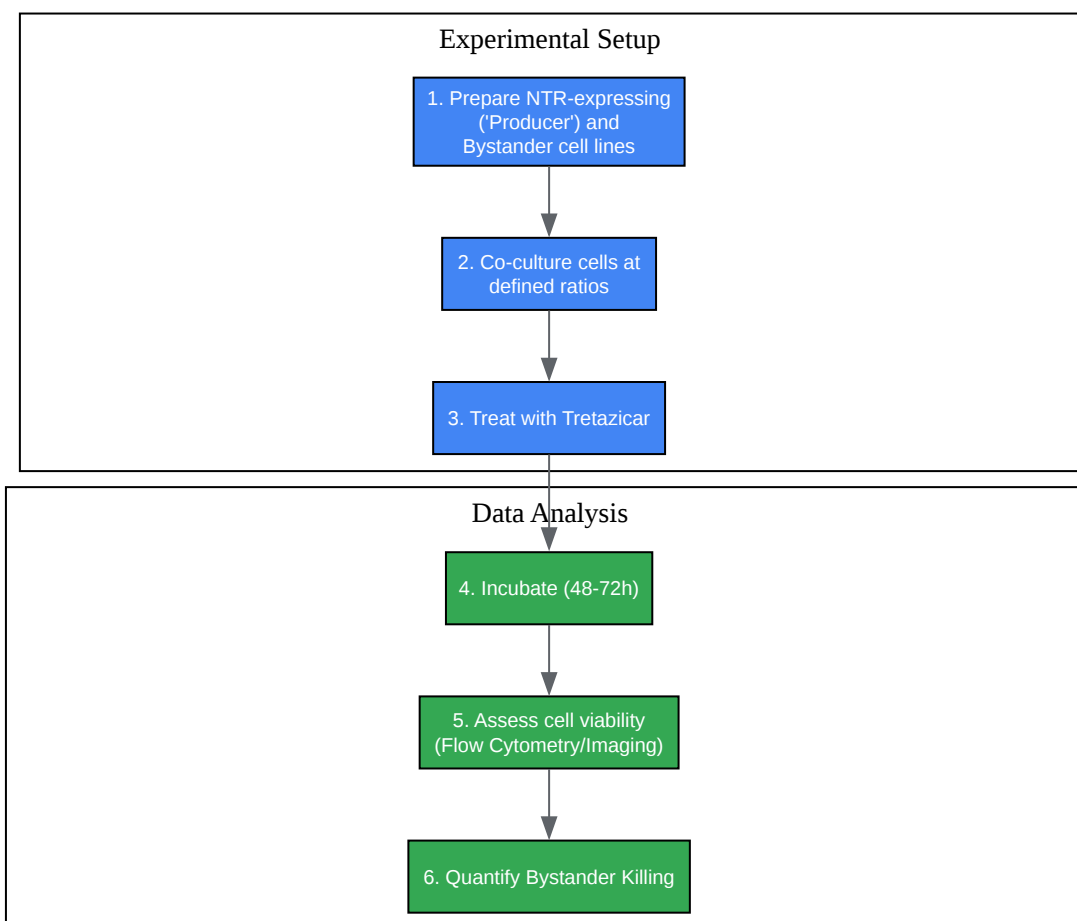 Experimental Setup
1. Prepare NTR-expressing
('Producer') and
Bystander cell lines
2. Co-culture cells at
defined ratios
3. Treat with Tretazicar
Data Analysis
4. Incubate (48-72h)
5. Assess cell viability
(Flow Cytometry/Imaging)
6. Quantify Bystander Killing